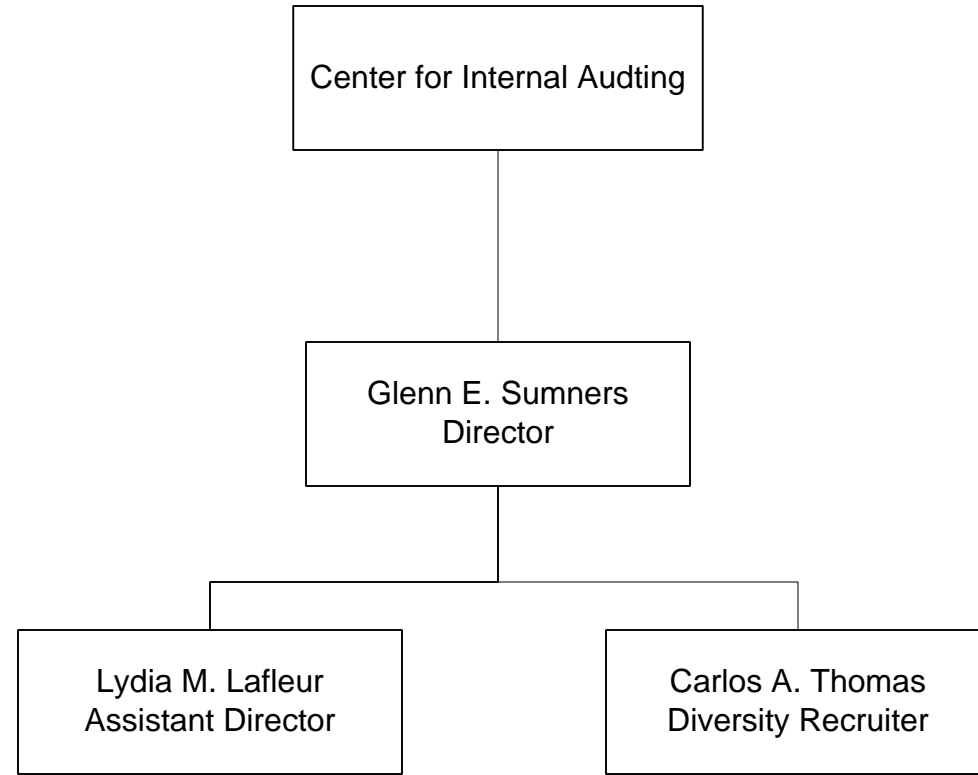 Center for Internal Audting
Glenn E. Sumners
Director
Lydia M. Lafleur
Assistant Director
Carlos A. Thomas
Diversity Recruiter